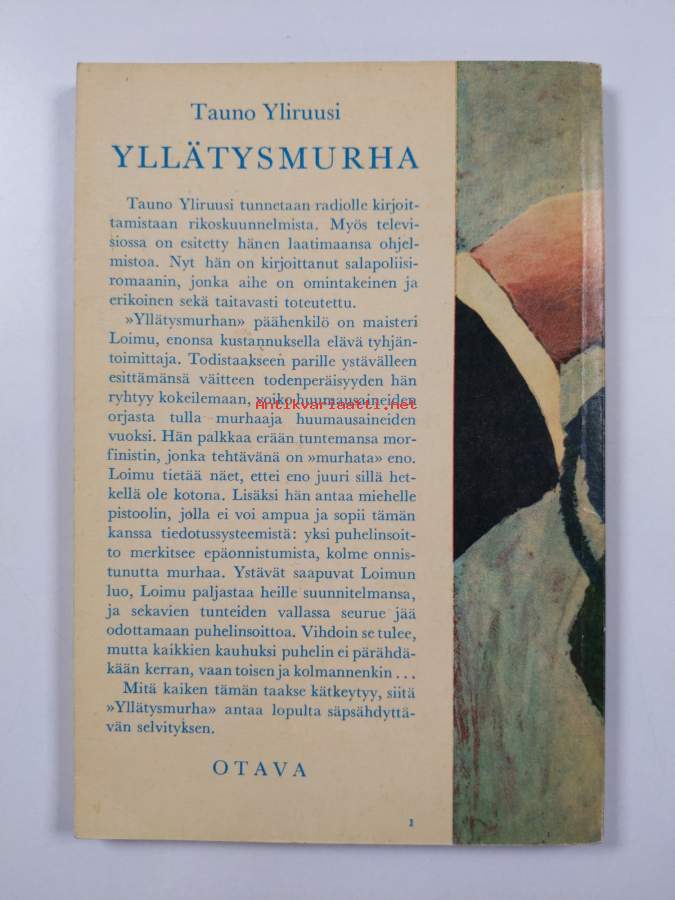 Tauno Yliruusi
YLLÄTYSMURHA
Tauno Yliruusi tunnetaan radiolle kirjoit-
tamistaan rikoskuunnelmista. Myös televi-
siossa on esitetty hänen laatimaansa ohjel-
mistoa. Nyt hän on kirjoittanut salapoliisi-
romaanin, jonka aihe on omintakeinen ja
erikoinen sekä taitavasti toteutettu.
»Yllätysmurhan» päähenkilö on maisteri
Loimu, enonsa kustannuksella elävä tyhjän-
toimittaja. Todistaakseen parille ystävälleen
esittämänsä väitteen todenperäisyyden hän
ryhtyy kokeilemaan, voiko huumausaineiden
Antikvariaatti.net
orjasta tulla murhaaja huumausaineiden
vuoksi. Hän palkkaa erään tuntemansa mor-
finistin, jonka tehtävänä on »murhata» eno.
Loimu tietää näet, ettei eno juuri sillä het-
kellä ole kotona. Lisäksi hän antaa miehelle
pistoolin, jolla ei voi ampua ja sopii tämän
kanssa tiedotussysteemistä: yksi puhelinsoit-
to merkitsee epäonnistumista, kolme onnis-
tunutta murhaa. Ystävät saapuvat Loimun
luo, Loimu paljastaa heille suunnitelmansa,
ja sekavien tunteiden vallassa seurue jää
odottamaan puhelinsoittoa. Vihdoin se tulee,
mutta kaikkien kauhuksi puhelin ei pärähdä-
kään kerran, vaan toisen ja kolmannenkin . . .
Mitä kaiken tämän taakse kätkeytyy, siitä
»Yllätysmurha» antaa lopulta säpsähdyttä-
vän selvityksen.
OTAVA
1